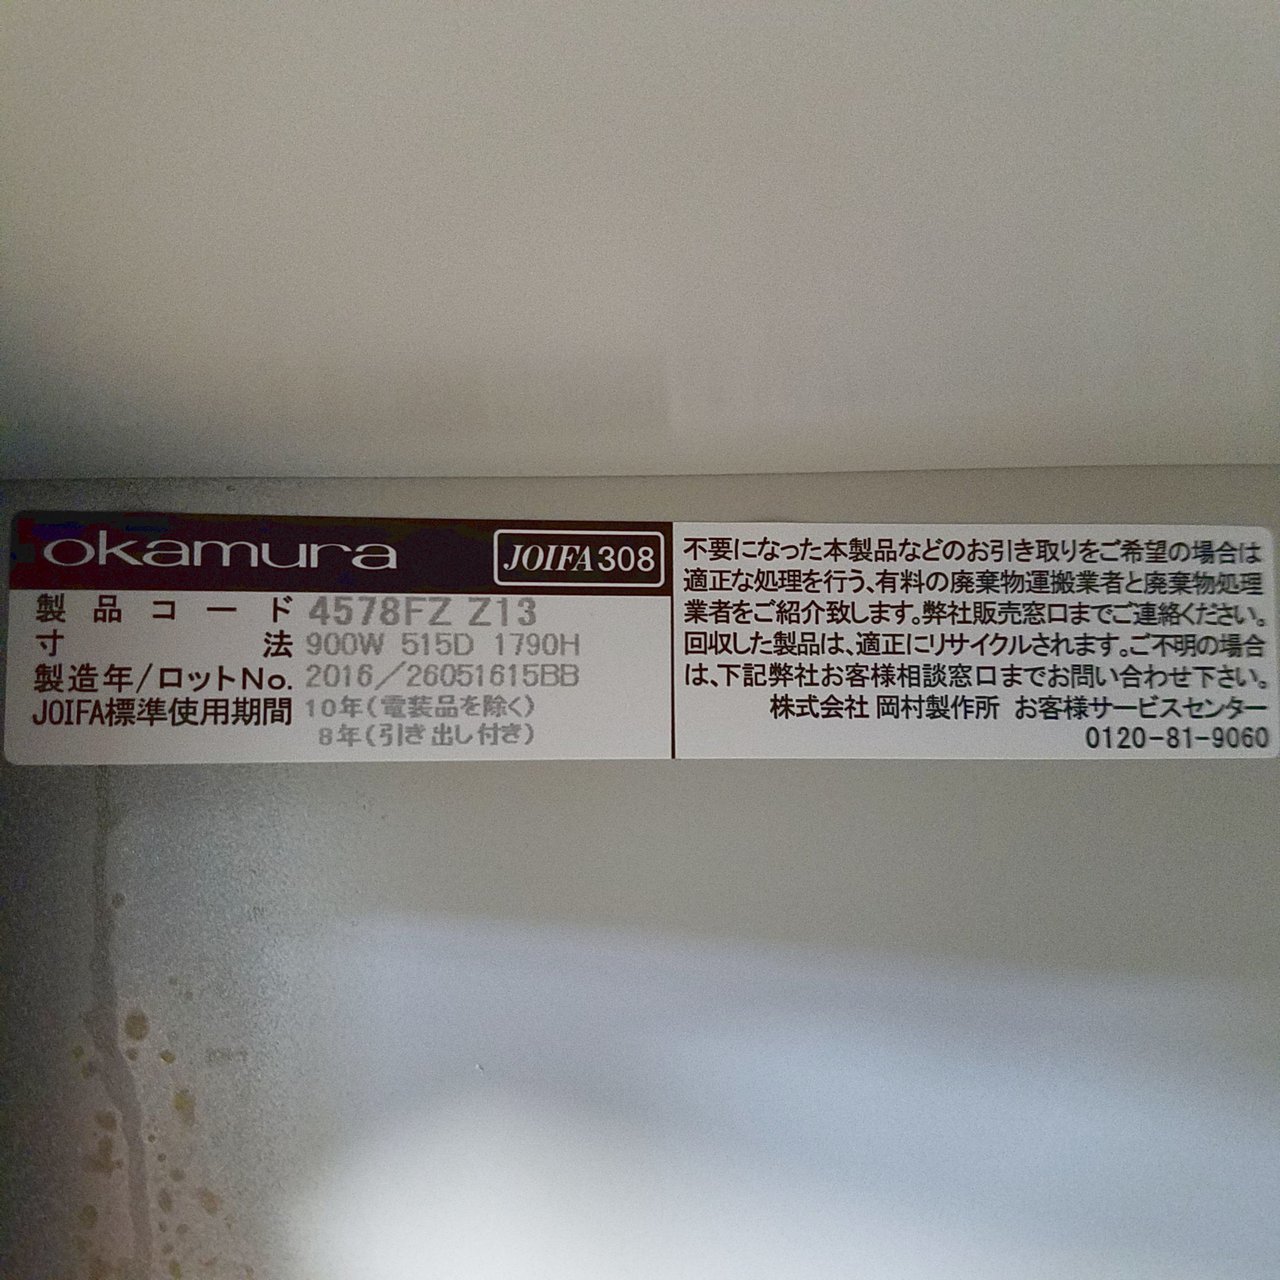 okamura
JOIFA308
製品コード 4578FZ Z13
寸法 900W 515D 1790H
製造年/ロットNo. 2016/26051615BB
JOIFA標準使用期間 10年(電装品を除く)
8年(引き出し付き)
不要になった本製品などのお引き取りをご希望の場合は
適正な処理を行う、有料の廃棄物運搬業者と廃棄物処理
業者をご紹介致します。弊社販売窓口までご連絡ください。
回収した製品は、適正にリサイクルされます。ご不明の場合
は、下記弊社お客様相談窓口までお問い合わせ下さい。
株式会社 岡村製作所 お客様サービスセンター
0120-81-9060